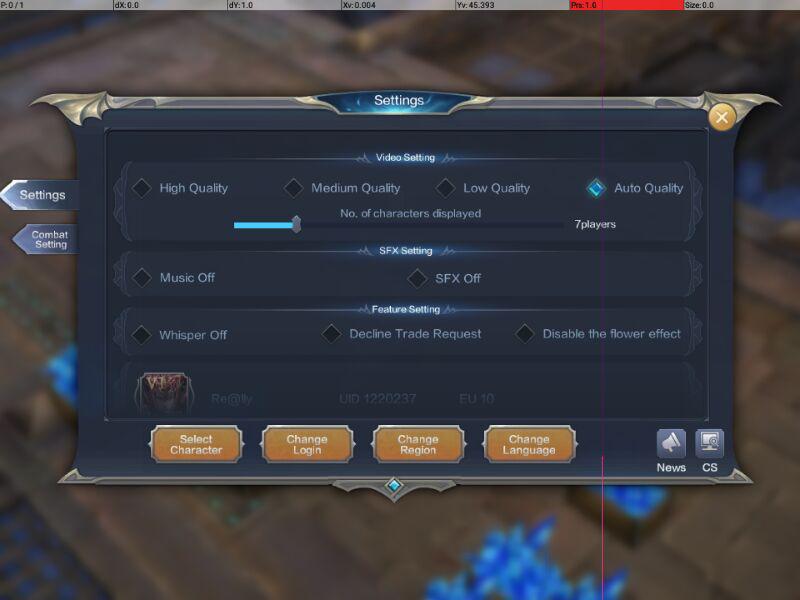 P:0 / 1 dX:0.0 dY:1.0 Xv:0.004 Yv:45.393 Prs:1.0 Size:0.0
Settings
Video Setting
High Quality Medium Quality Low Quality Auto Quality
No. of characters displayed
7players
Settings
Combat
Setting
SFX Setting
Music Off SFX Off
Feature Setting
Whisper Off Decline Trade Request Disable the flower effect
Re@lly UID 1220237 EU 10
Select
Character
Change
Login
Change
Region
Change
Language
News CS